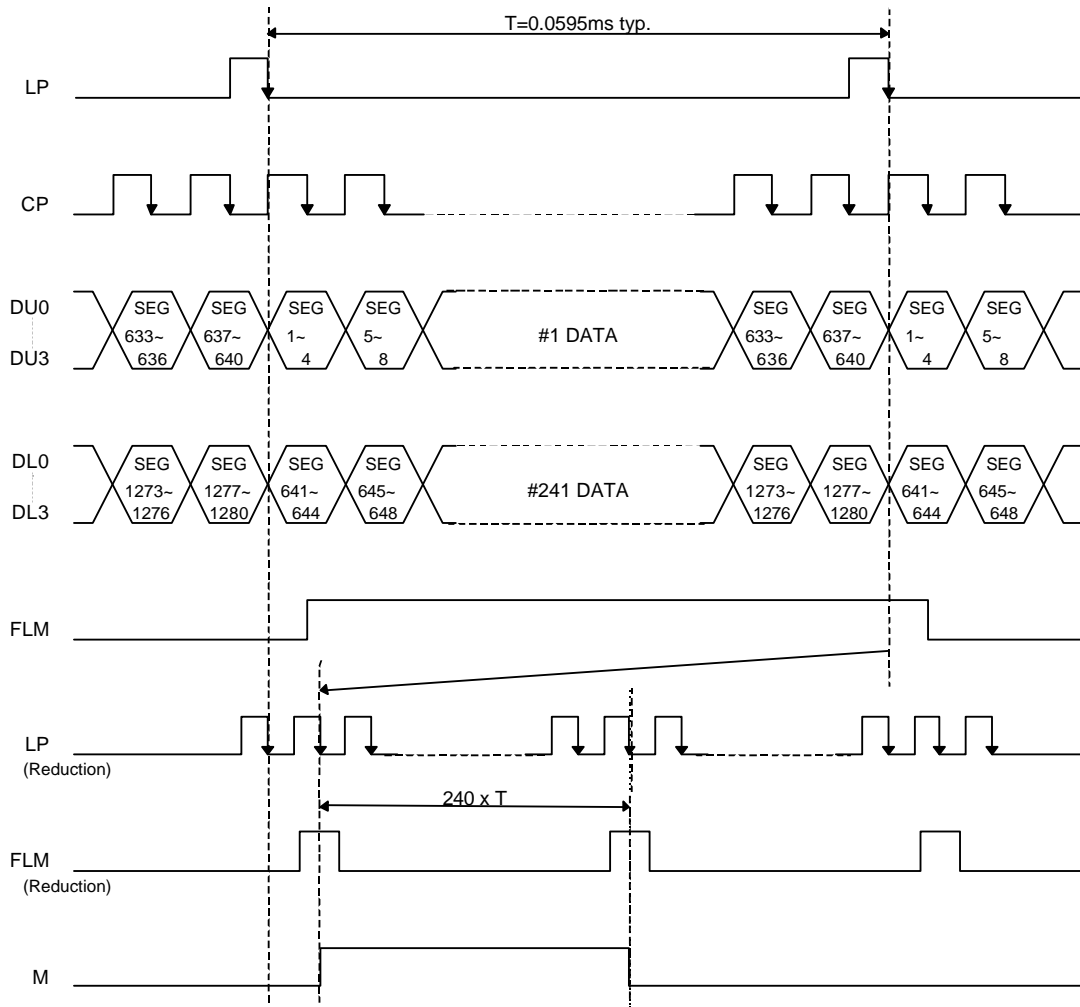 T=0.0595ms typ.
LP
CP
DU0
DU3
SEG 633~ 636
SEG 637~ 640
SEG 1~ 4
SEG 5~ 8
#1 DATA
SEG 633~ 636
SEG 637~ 640
SEG 1~ 4
SEG 5~ 8
DL0
DL3
SEG 1273~ 1276
SEG 1277~ 1280
SEG 641~ 644
SEG 645~ 648
#241 DATA
SEG 1273~ 1276
SEG 1277~ 1280
SEG 641~ 644
SEG 645~ 648
FLM
LP
(Reduction)
240 x T
FLM
(Reduction)
M